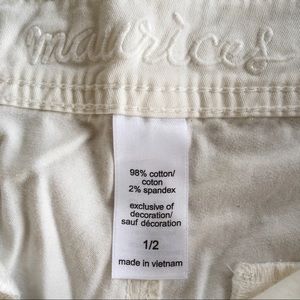 maurices
98% cotton/
coton
2% spandex
exclusive of
decoration/
sauf décoration
1/2
made in vietnam